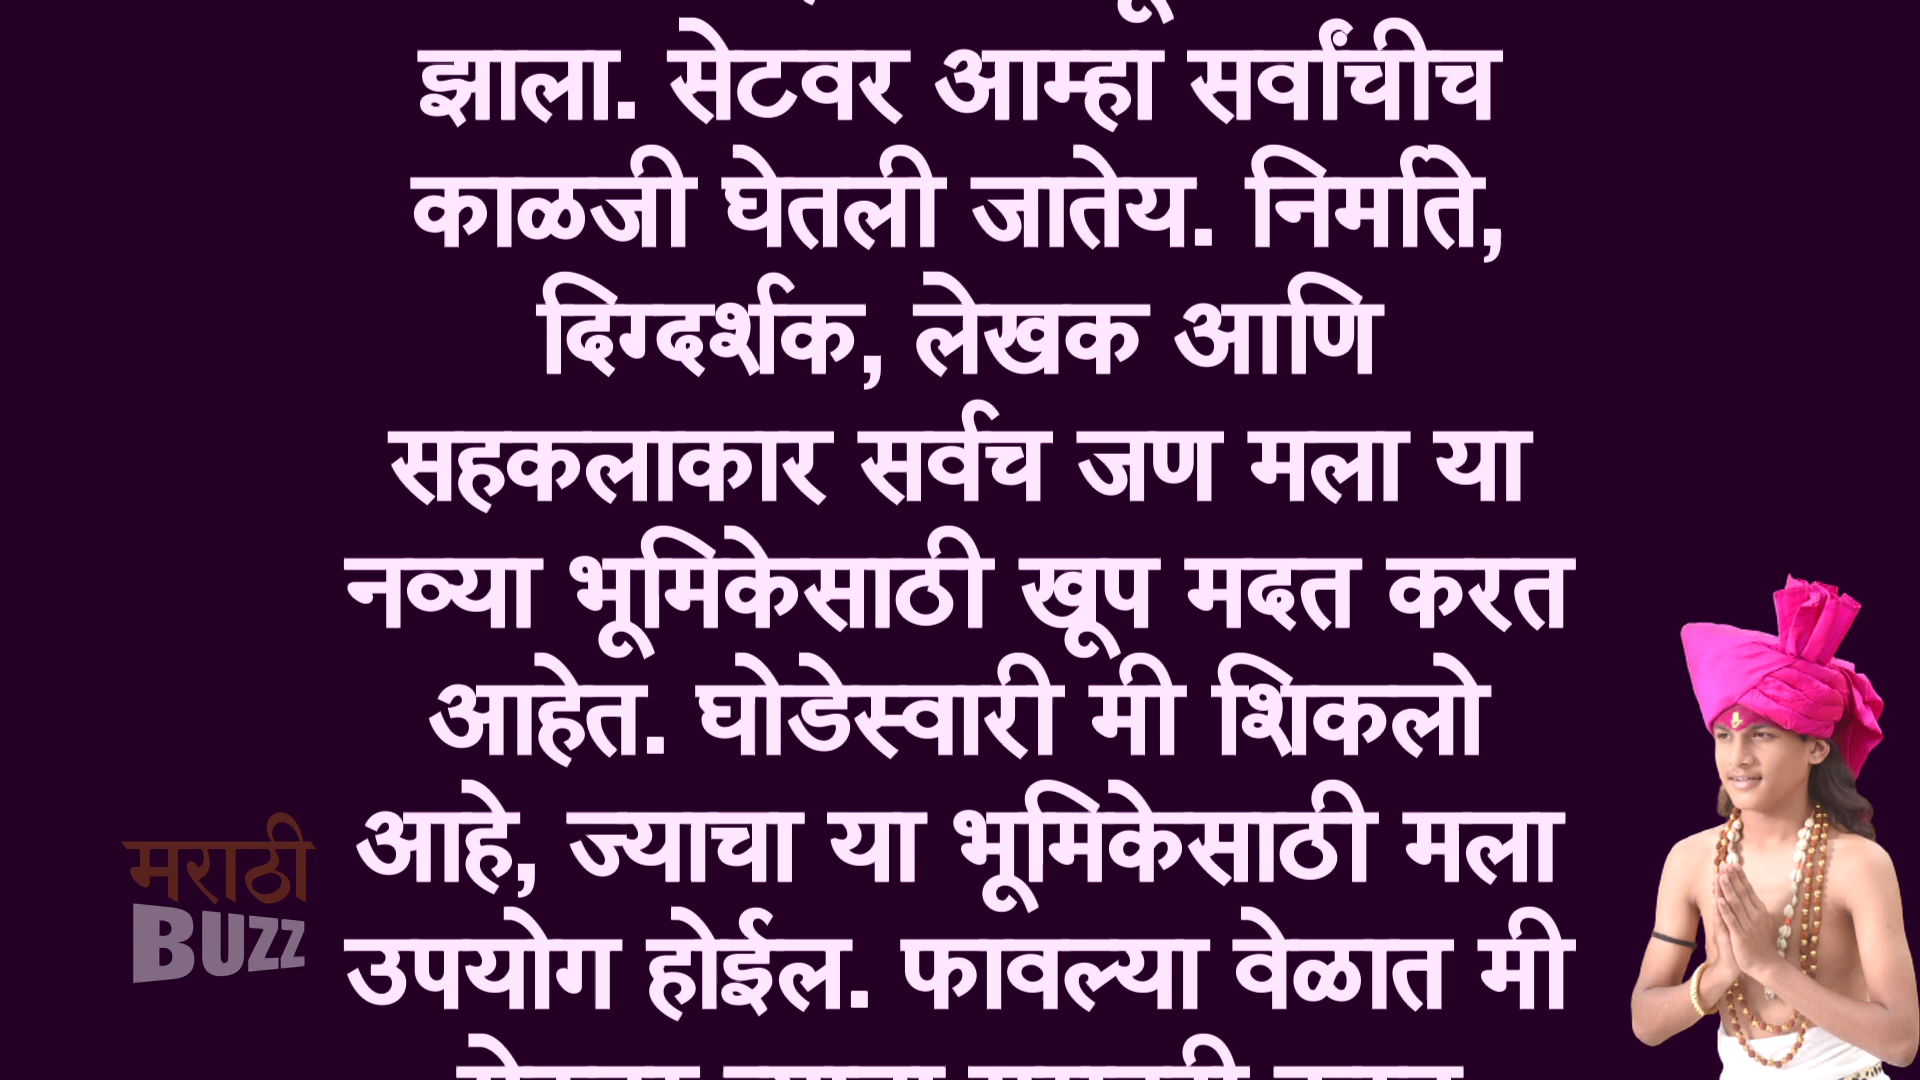 झाला. सेटवर आम्हा सर्वांचीच
काळजी घेतली जातेय. निर्माते,
दिग्दर्शक, लेखक आणि
सहकलाकार सर्वच जण मला या
नव्या भूमिकेसाठी खूप मदत करत
आहेत. घोडेस्वारी मी शिकलो
आहे, ज्याचा या भूमिकेसाठी मला
उपयोग होईल. फावल्या वेळात मी
मराठी
BUZZ